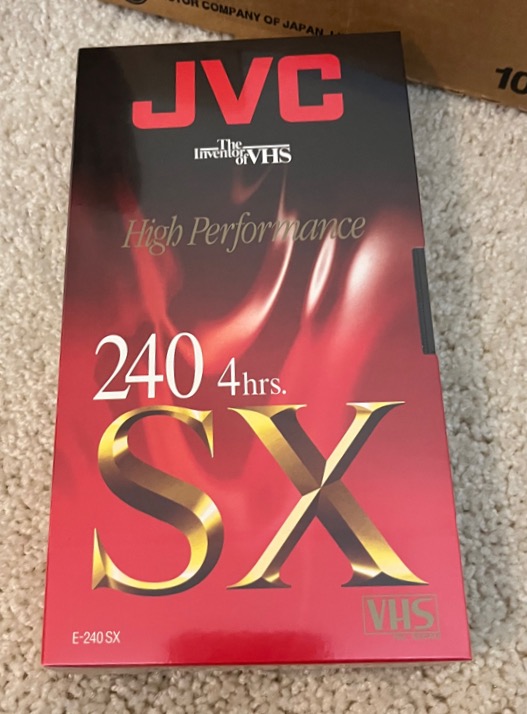 TOR COMPANY OF JAPAN,
10
JVC
The
Inventor
of VHS
High Performance
240 4hrs.
SX
VHS
E-240 SX